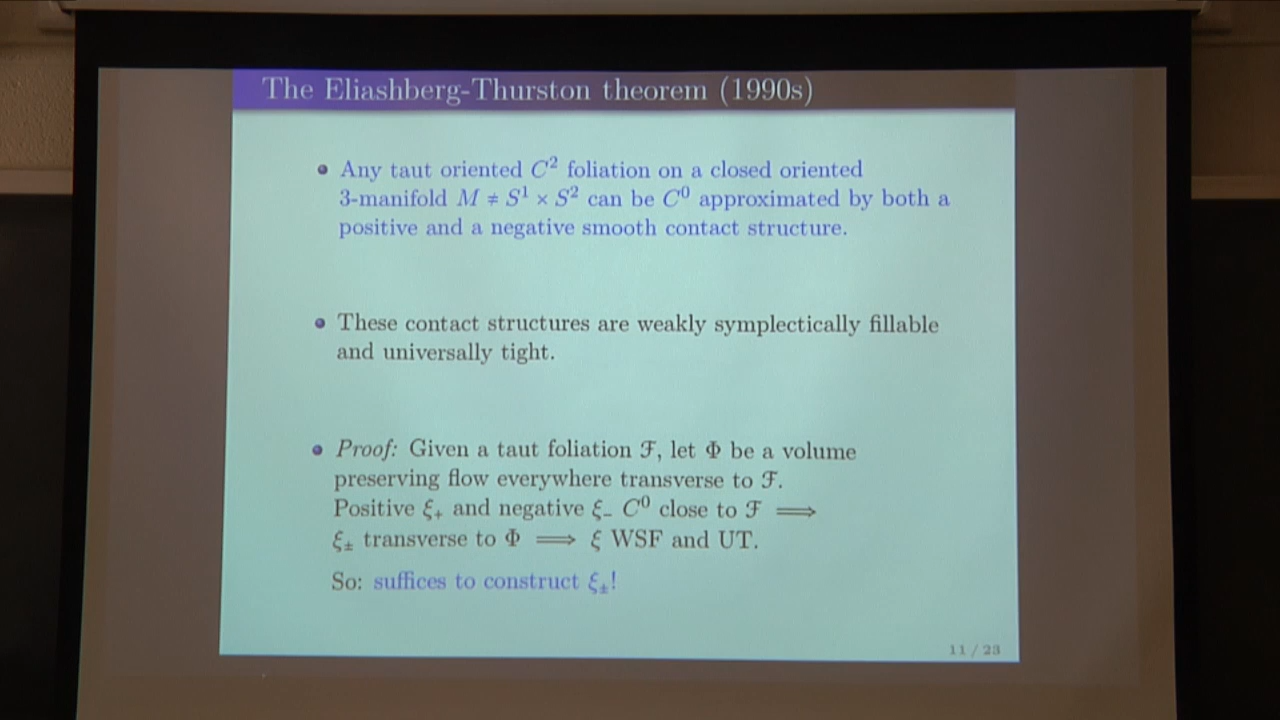 The Eliashberg-Thurston theorem (1990s)
Any taut oriented C² foliation on a closed oriented
3-manifold M ≠ S¹ × S² can be C⁰ approximated by both a
positive and a negative smooth contact structure.
These contact structures are weakly symplectically fillable
and universally tight.
Proof: Given a taut foliation ℱ, let Φ be a volume
preserving flow everywhere transverse to ℱ.
Positive ξ₊ and negative ξ₋ C⁰ close to ℱ ⟹
ξ± transverse to Φ ⟹ ξ WSF and UT.
So: suffices to construct ξ±!
11 / 23